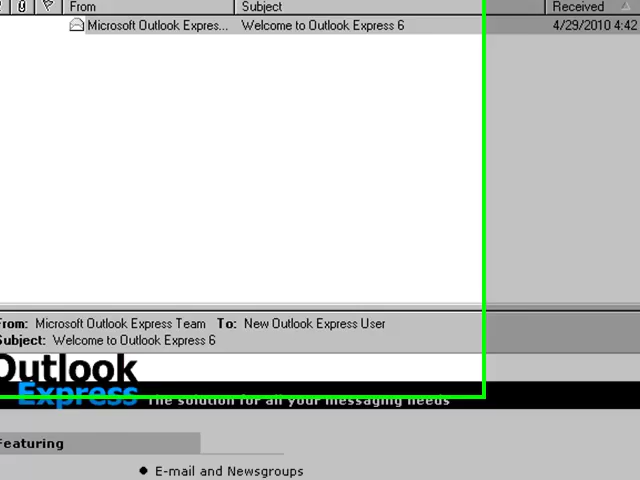 From Subject Received
Microsoft Outlook Expres... Welcome to Outlook Express 6 4/29/2010 4:42
From: Microsoft Outlook Express Team To: New Outlook Express User
Subject: Welcome to Outlook Express 6
Outlook
Express The solution for all your messaging needs
Featuring
● E-mail and Newsgroups